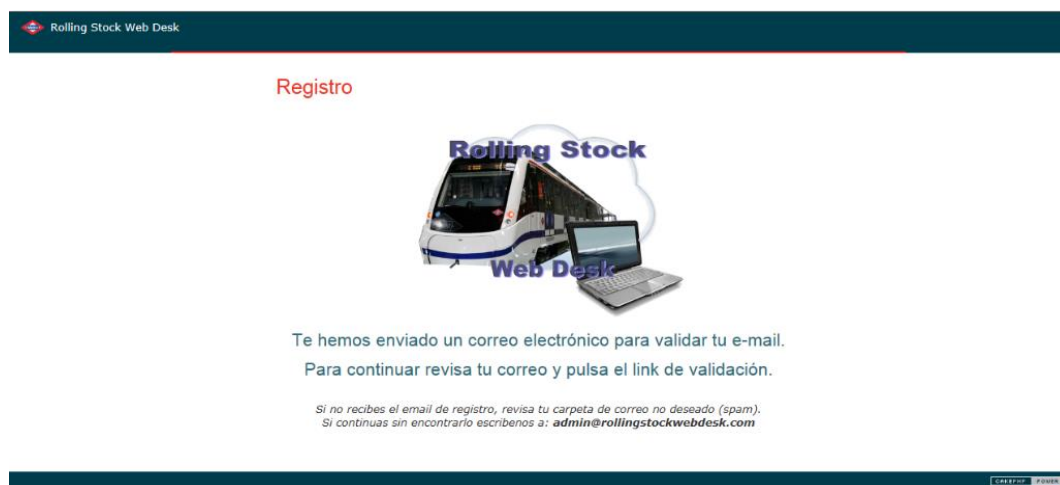 Rolling Stock Web Desk
Registro
Rolling Stock
Web Desk
Te hemos enviado un correo electrónico para validar tu e-mail.
Para continuar revisa tu correo y pulsa el link de validación.
Si no recibes el email de registro, revisa tu carpeta de correo no deseado (spam).
Si continuas sin encontrarlo escribenos a: admin@rollingstockwebdesk.com
CAKEPHP POWER